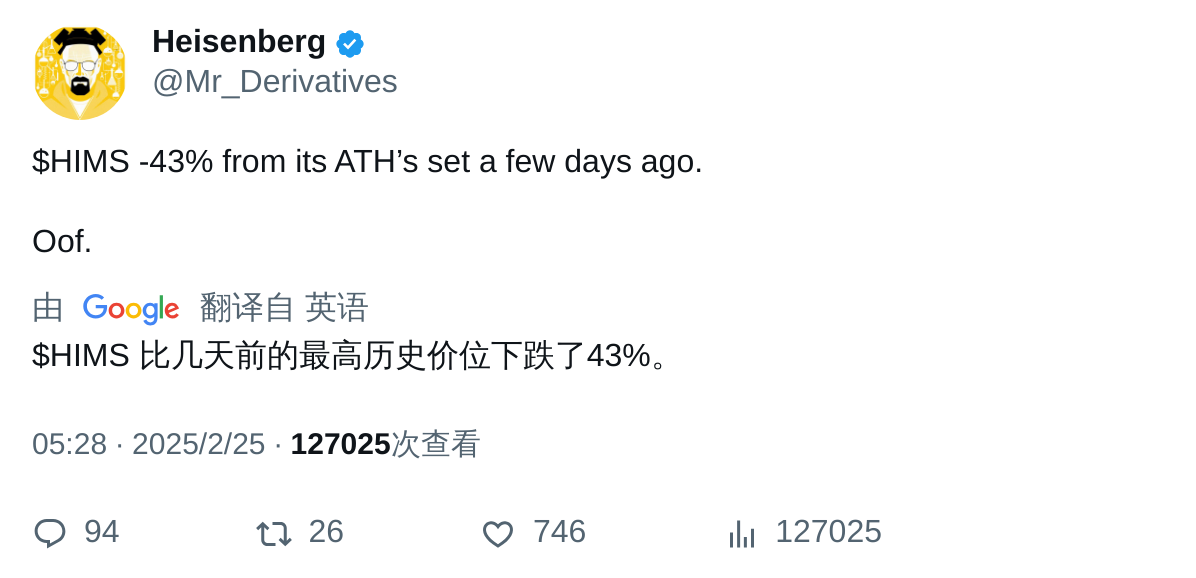 Heisenberg
@Mr_Derivatives
$HIMS -43% from its ATH’s set a few days ago.
Oof.
由 Google 翻译自 英语
$HIMS 比几天前的最高历史价位下跌了43%。
05:28 · 2025/2/25 · 127025次查看
94 26 746 127025